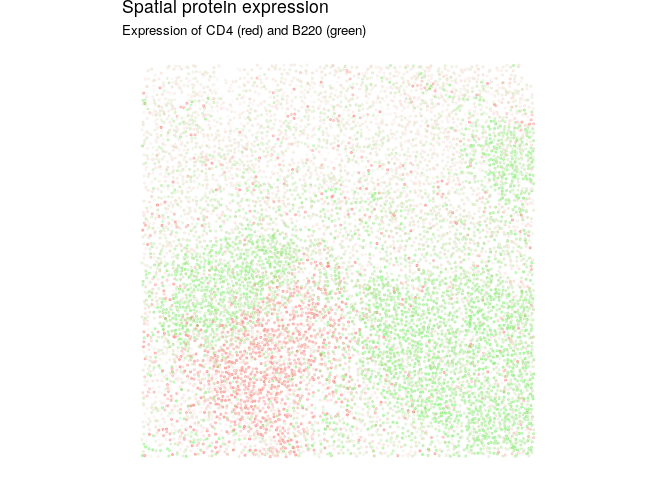 Spatial protein expression
Expression of CD4 (red) and B220 (green)